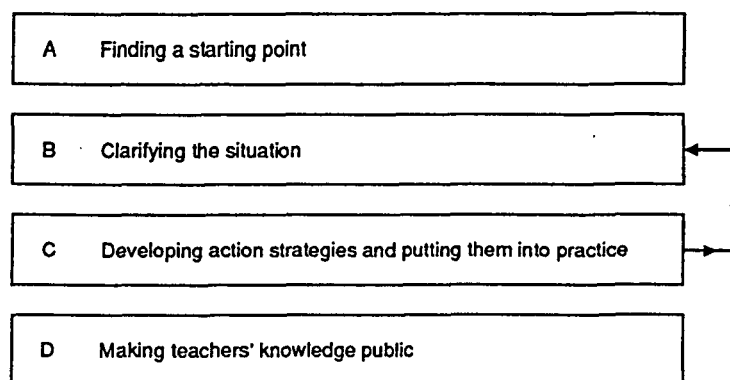 A Finding a starting point
B Clarifying the situation
C Developing action strategies and putting them into practice
D Making teachers' knowledge public